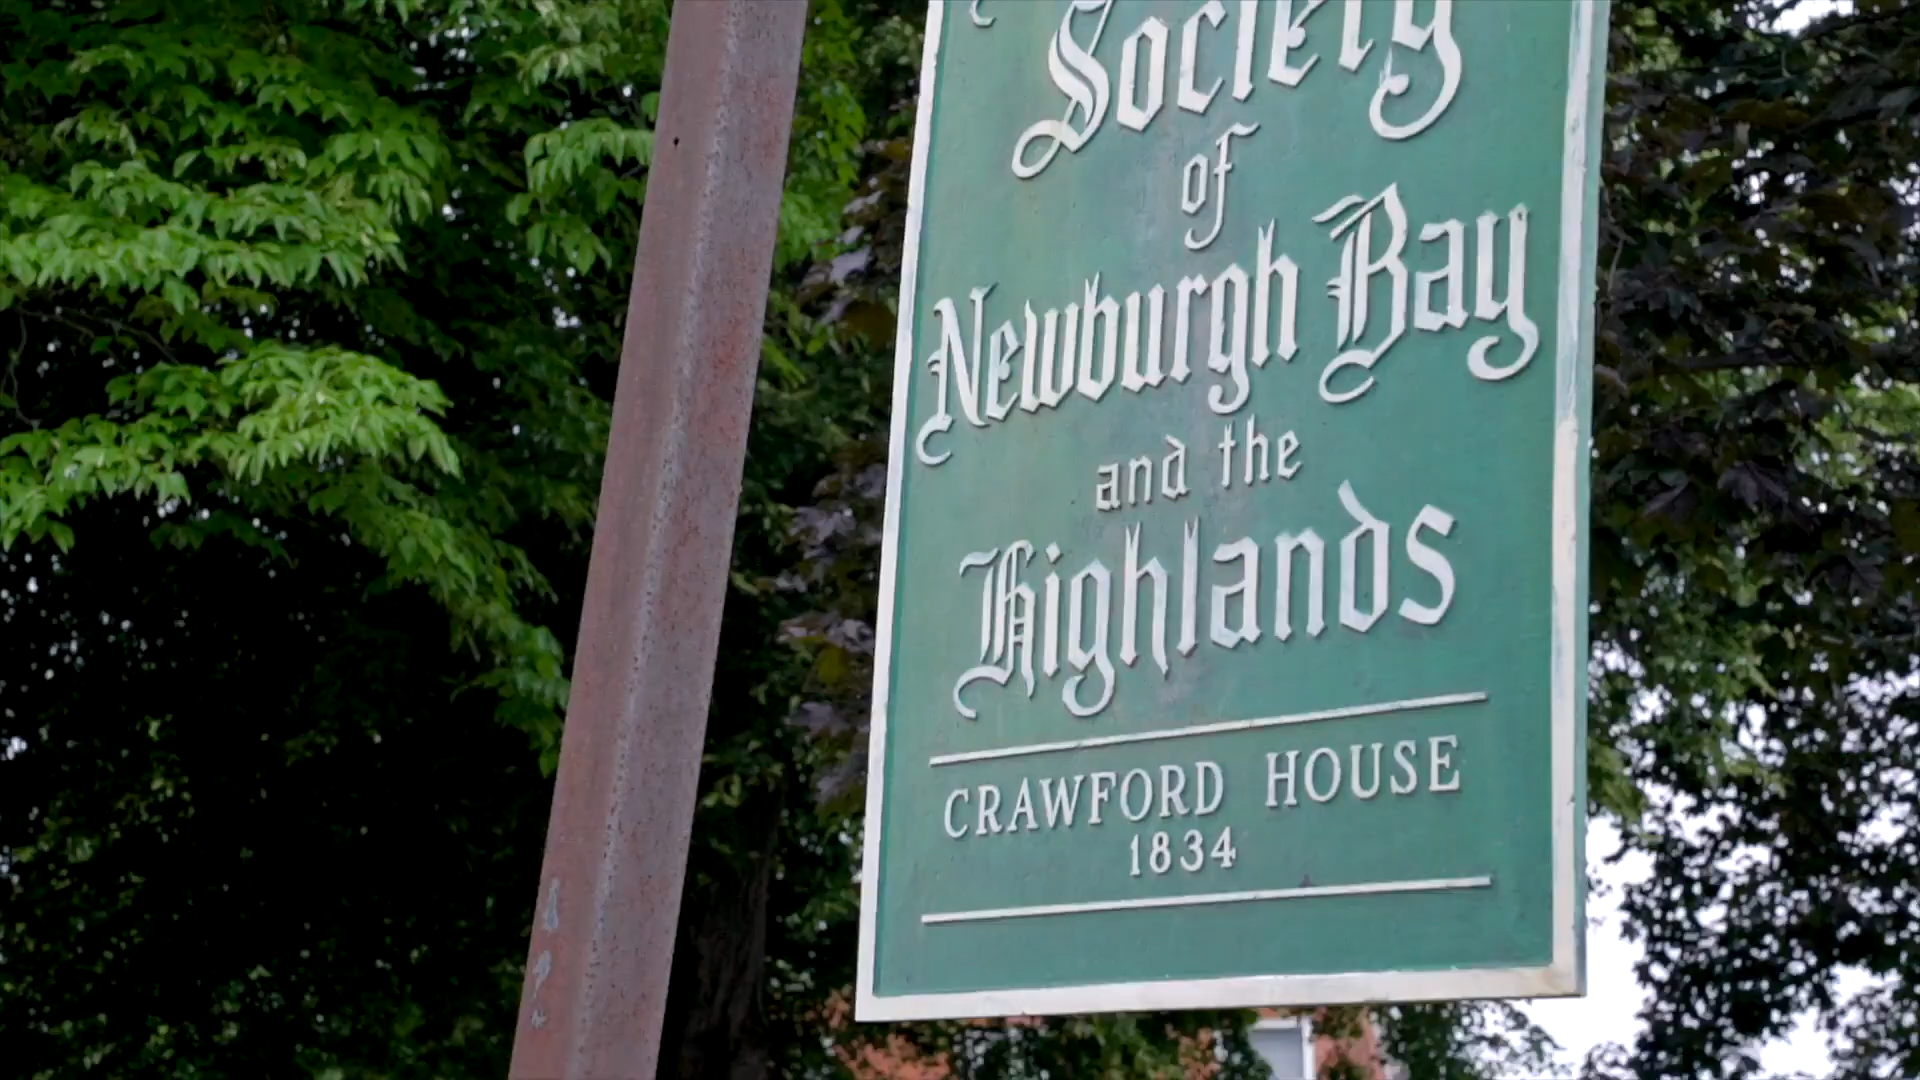 Society
of
Newburgh Bay
and the
Highlands
CRAWFORD HOUSE
1834